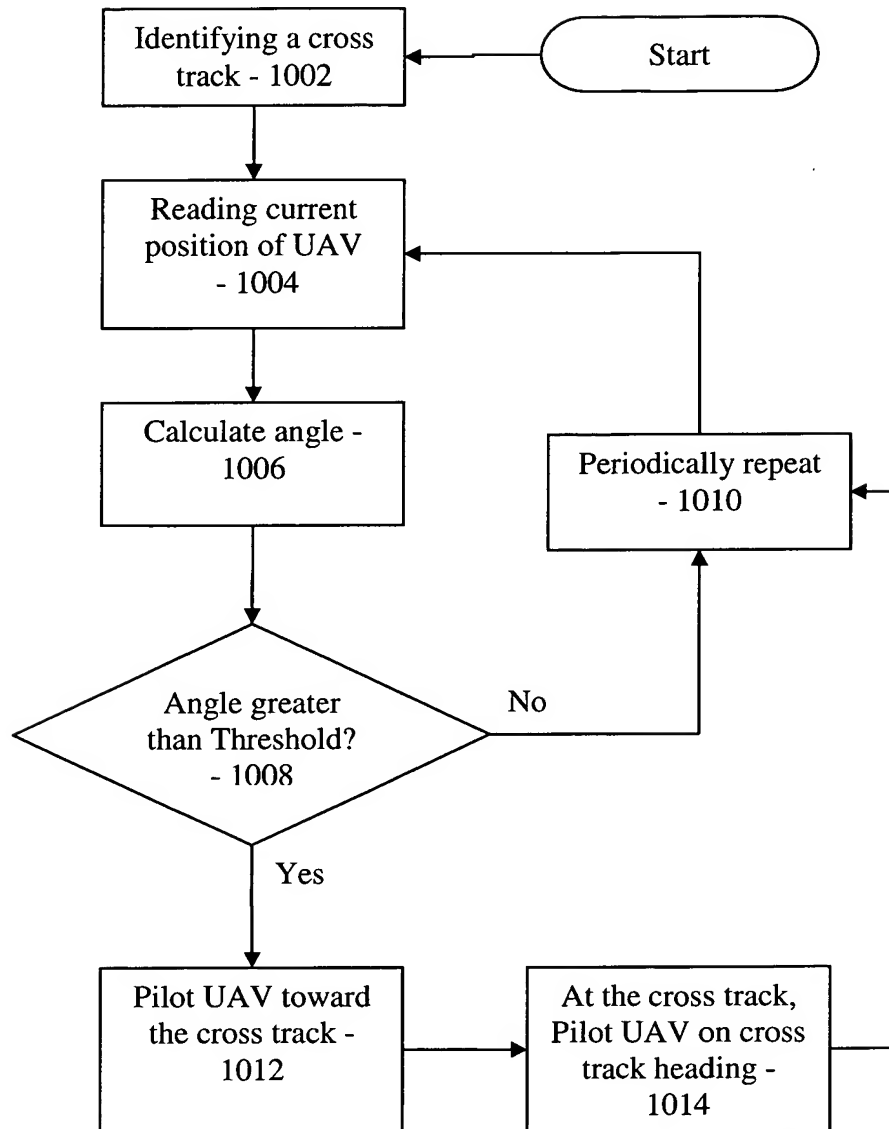 Start
Identifying a cross
track - 1002
Reading current
position of UAV
- 1004
Calculate angle -
1006
Periodically repeat
- 1010
Angle greater
than Threshold?
- 1008
No
Yes
Pilot UAV toward
the cross track -
1012
At the cross track,
Pilot UAV on cross
track heading -
1014